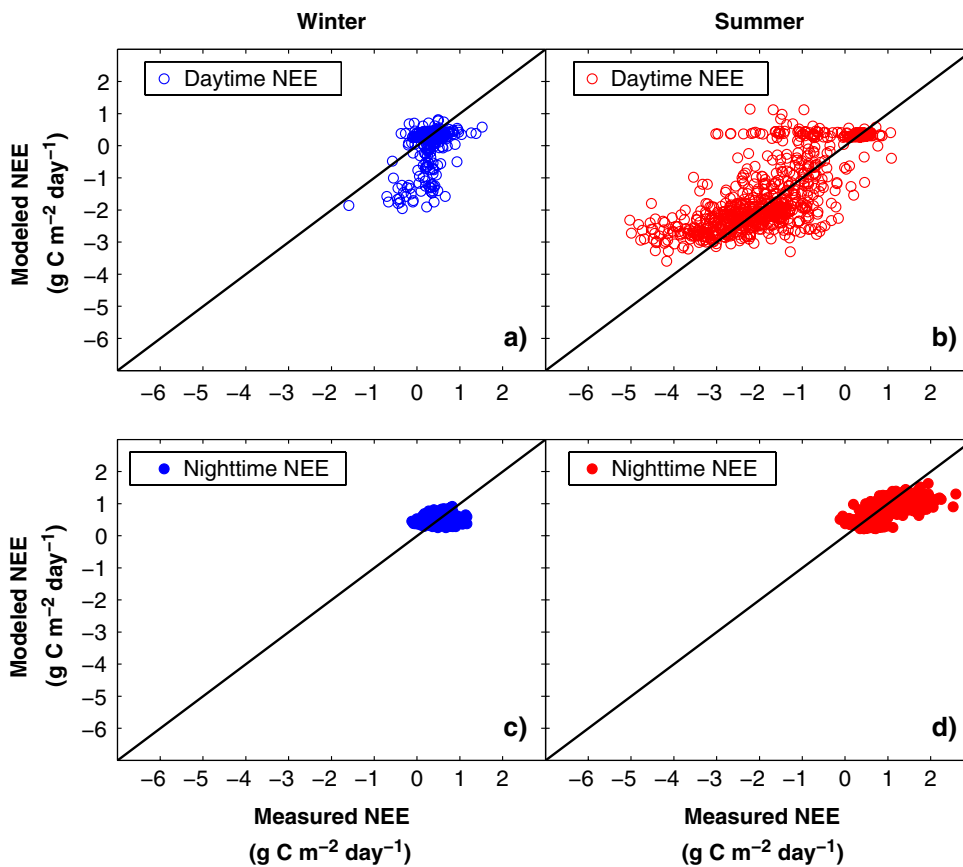 Winter
Summer
Modeled NEE
(g C m⁻² day⁻¹)
2
1
0
−1
−2
−3
−4
−5
−6
Daytime NEE
a)
−6 −5 −4 −3 −2 −1 0 1 2
Daytime NEE
b)
−6 −5 −4 −3 −2 −1 0 1 2
Modeled NEE
(g C m⁻² day⁻¹)
2
1
0
−1
−2
−3
−4
−5
−6
Nighttime NEE
c)
−6 −5 −4 −3 −2 −1 0 1 2
Measured NEE
(g C m⁻² day⁻¹)
Nighttime NEE
d)
−6 −5 −4 −3 −2 −1 0 1 2
Measured NEE
(g C m⁻² day⁻¹)